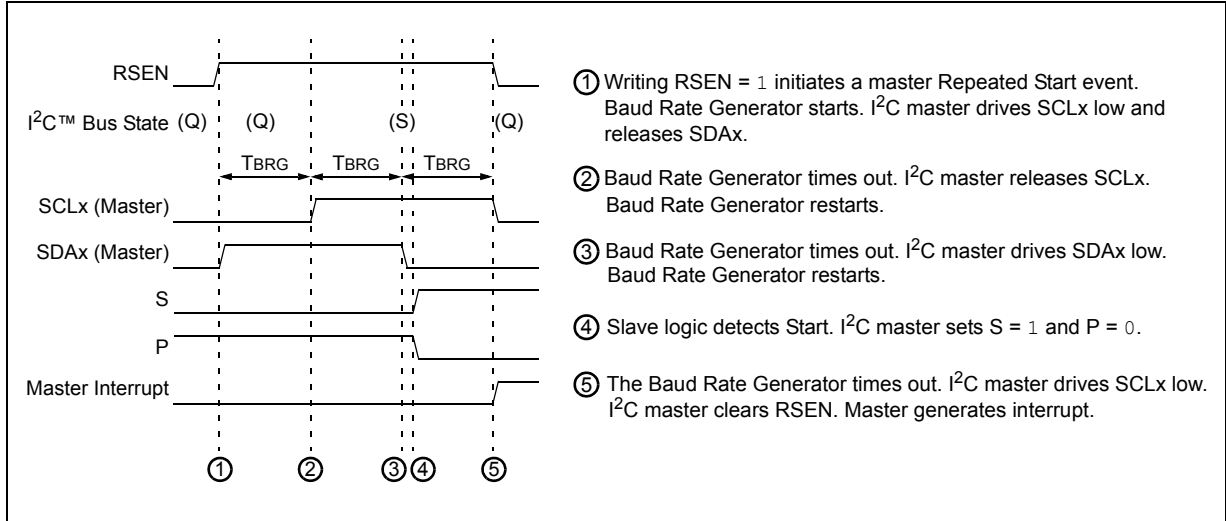 RSEN
I²C™ Bus State (Q) (Q) (S) (Q)
TBRG TBRG TBRG
SCLx (Master)
SDAx (Master)
S
P
Master Interrupt
1 2 3 4 5
① Writing RSEN = 1 initiates a master Repeated Start event.
Baud Rate Generator starts. I²C master drives SCLx low and
releases SDAx.
② Baud Rate Generator times out. I²C master releases SCLx.
Baud Rate Generator restarts.
③ Baud Rate Generator times out. I²C master drives SDAx low.
Baud Rate Generator restarts.
④ Slave logic detects Start. I²C master sets S = 1 and P = 0.
⑤ The Baud Rate Generator times out. I²C master drives SCLx low.
I²C master clears RSEN. Master generates interrupt.